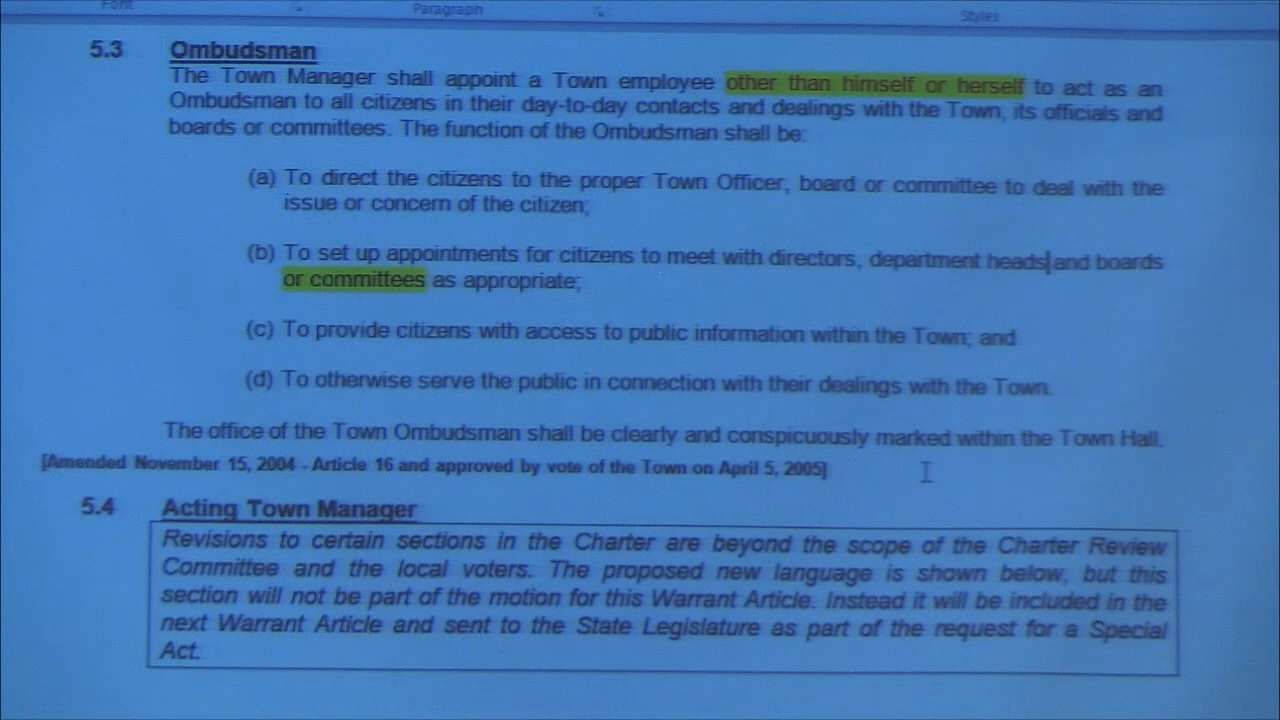 Font
Paragraph
Styles
5.3 Ombudsman
The Town Manager shall appoint a Town employee other than himself or herself to act as an
Ombudsman to all citizens in their day-to-day contacts and dealings with the Town, its officials and
boards or committees. The function of the Ombudsman shall be:
(a) To direct the citizens to the proper Town Officer, board or committee to deal with the
issue or concern of the citizen;
(b) To set up appointments for citizens to meet with directors, department heads and boards
or committees as appropriate;
(c) To provide citizens with access to public information within the Town; and
(d) To otherwise serve the public in connection with their dealings with the Town.
The office of the Town Ombudsman shall be clearly and conspicuously marked within the Town Hall.
[Amended November 15, 2004 - Article 16 and approved by vote of the Town on April 5, 2005]
5.4 Acting Town Manager
Revisions to certain sections in the Charter are beyond the scope of the Charter Review
Committee and the local voters. The proposed new language is shown below, but this
section will not be part of the motion for this Warrant Article. Instead it will be included in the
next Warrant Article and sent to the State Legislature as part of the request for a Special
Act.